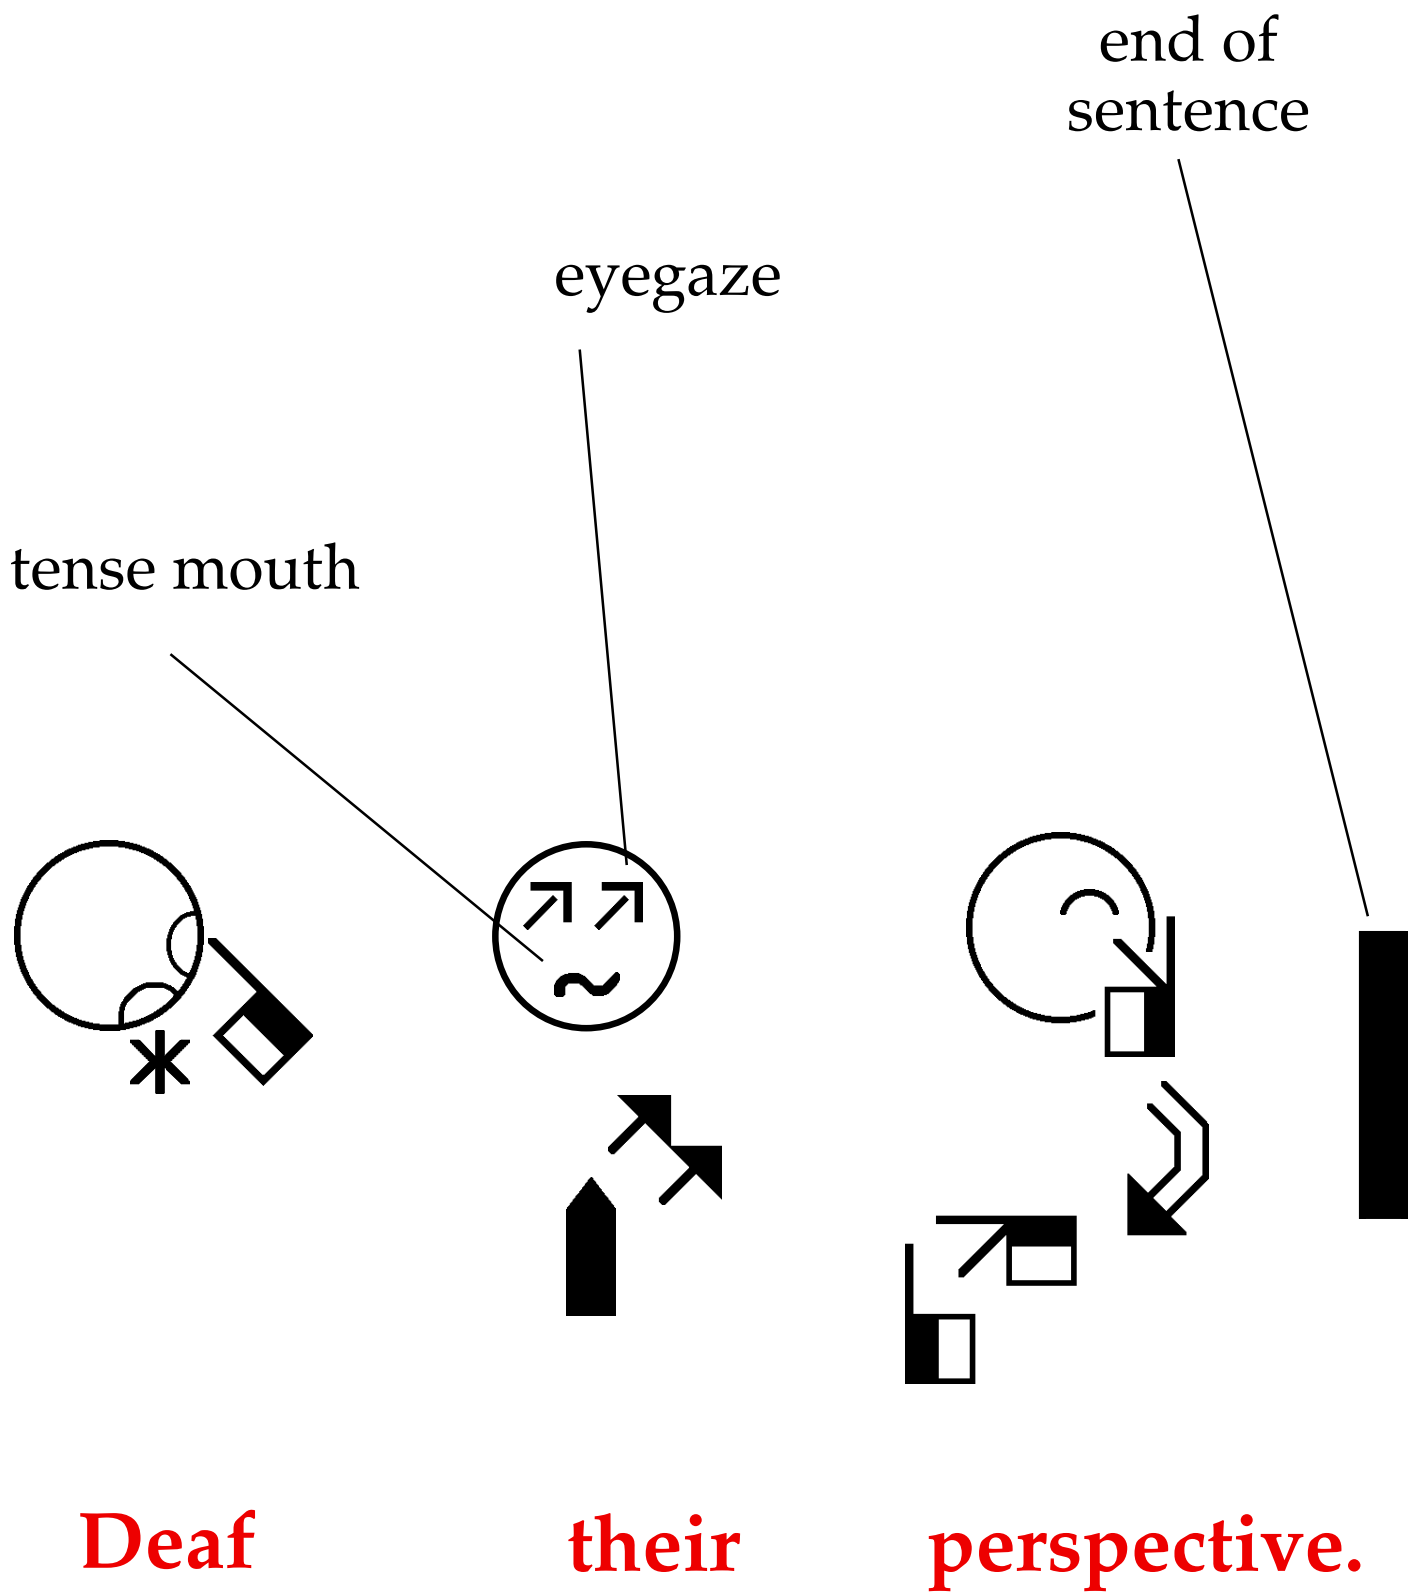 end of
sentence
eyegaze
tense mouth
Deaf their perspective.